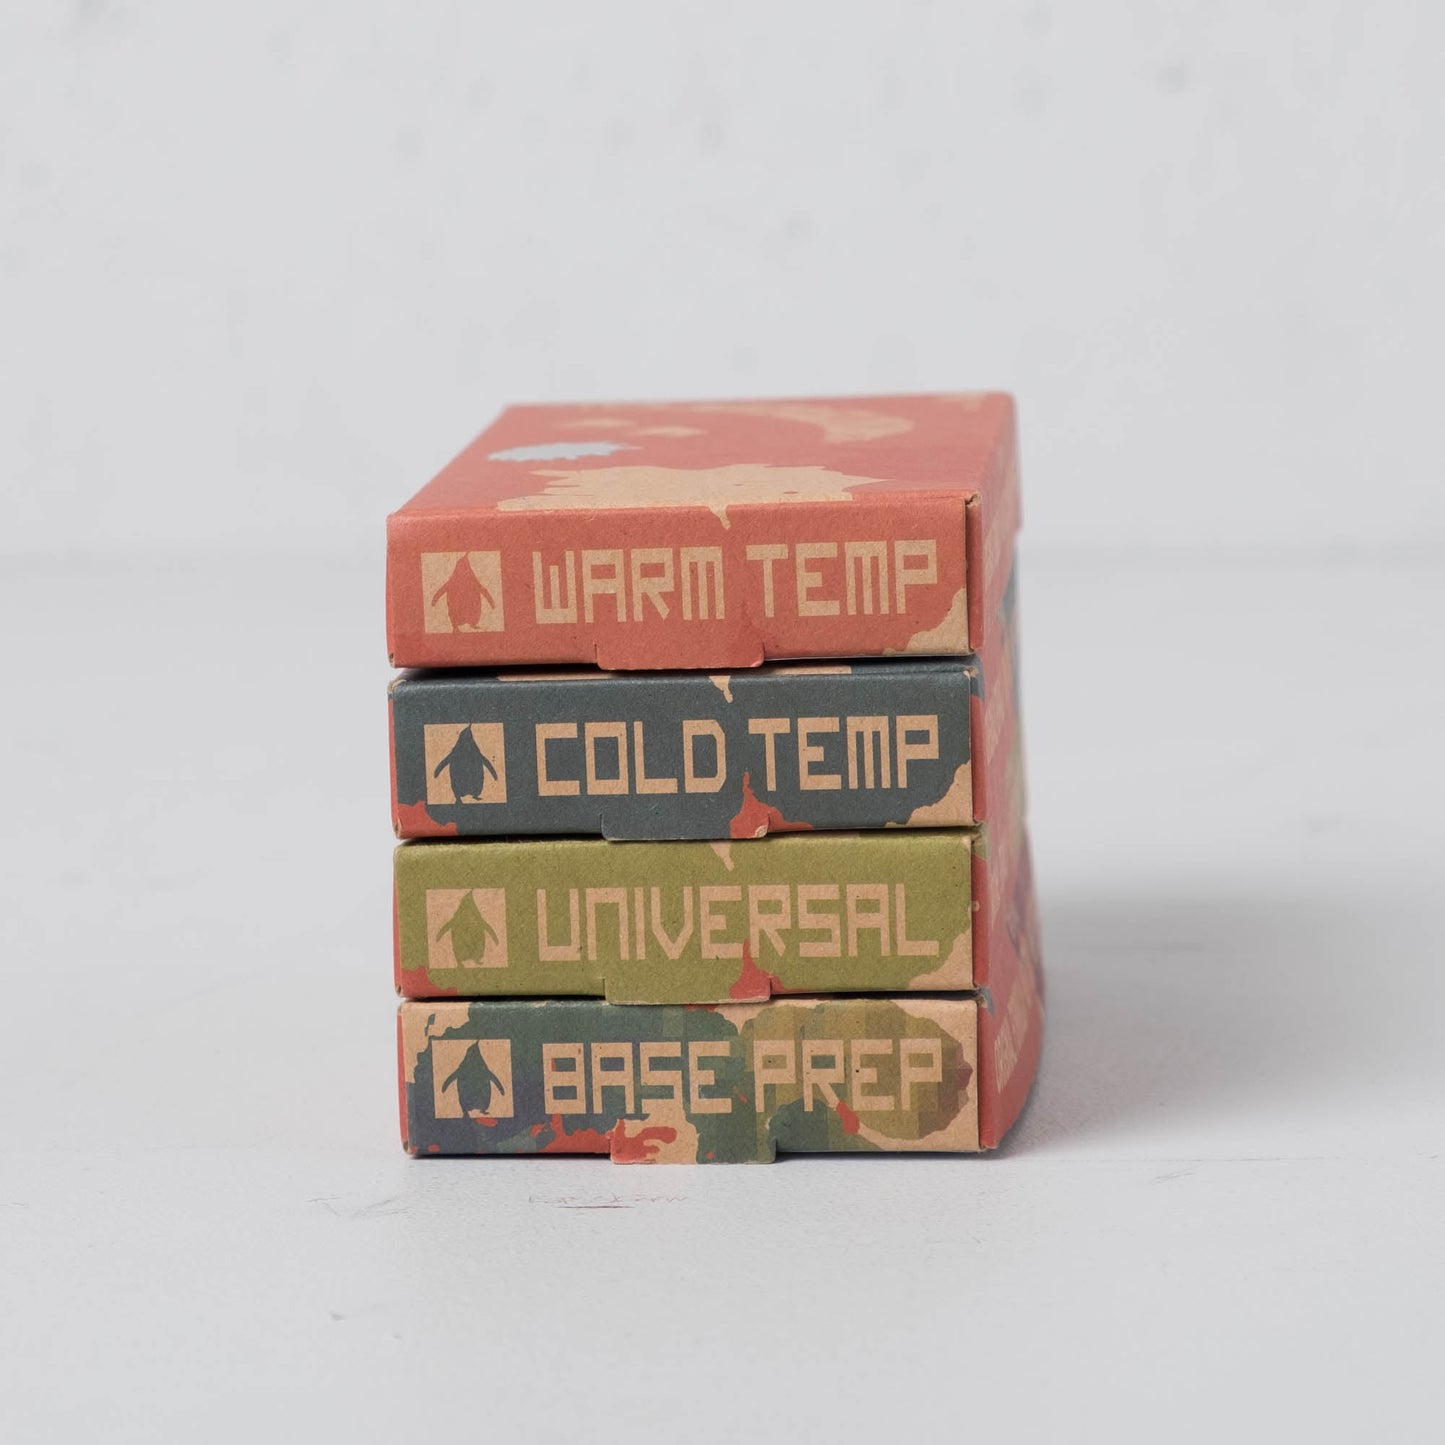 WARM TEMP
COLD TEMP
UNIVERSAL
BASE PREP